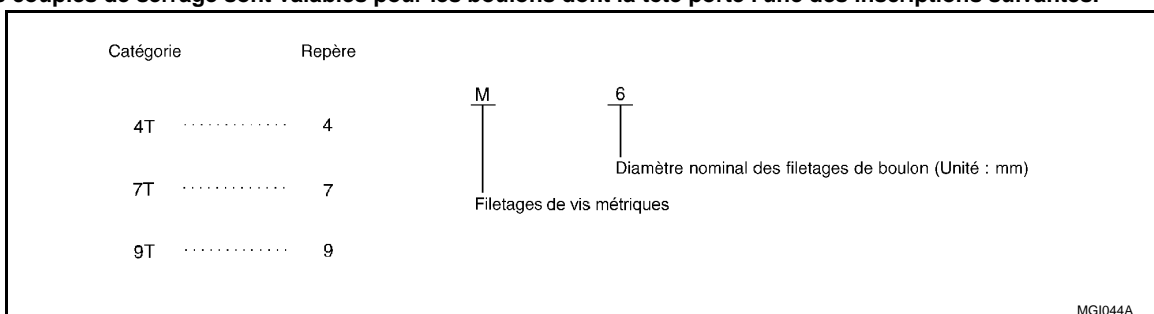 couples de serrage sont valables pour les boulons dont la tête porte l'une des inscriptions suivantes.
Catégorie Repère
M 6
4T ............. 4
Diamètre nominal des filetages de boulon (Unité : mm)
7T ............. 7
Filetages de vis métriques
9T ............. 9
MGI044A